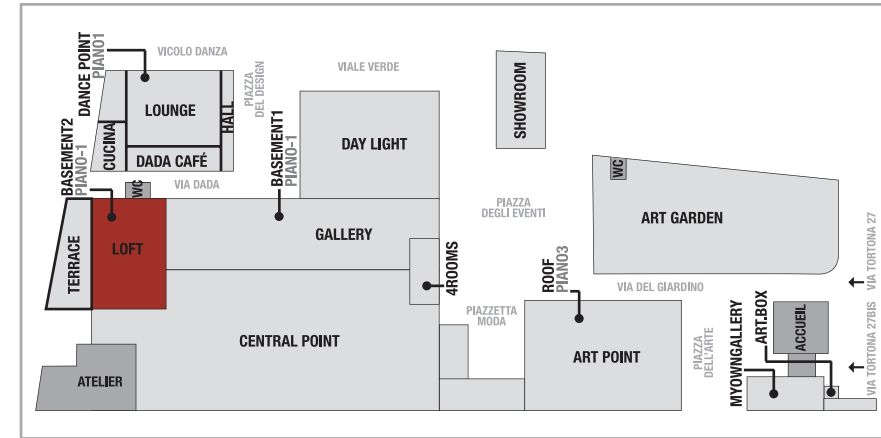 DANCE POINT
PIANO1
VICOLO DANZA
PIAZZA
DEL DESIGN
VIALE VERDE
SHOWROOM
LOUNGE
HALL
CUCINA
DADA CAFÉ
BASEMENT2
PIANO-1
WC
VIA DADA
BASEMENT1
PIANO-1
DAY LIGHT
WC
TERRACE
LOFT
GALLERY
PIAZZA
DEGLI EVENTI
ART GARDEN
4ROOMS
ROOF
PIANO3
VIA DEL GIARDINO
VIA TORTONA 27
PIAZZETTA
MODA
CENTRAL POINT
ATELIER
ART POINT
PIAZZA
DELL'ARTE
MYOWNGALLERY
ART.BOX
ACCUEIL
VIA TORTONA 27BIS